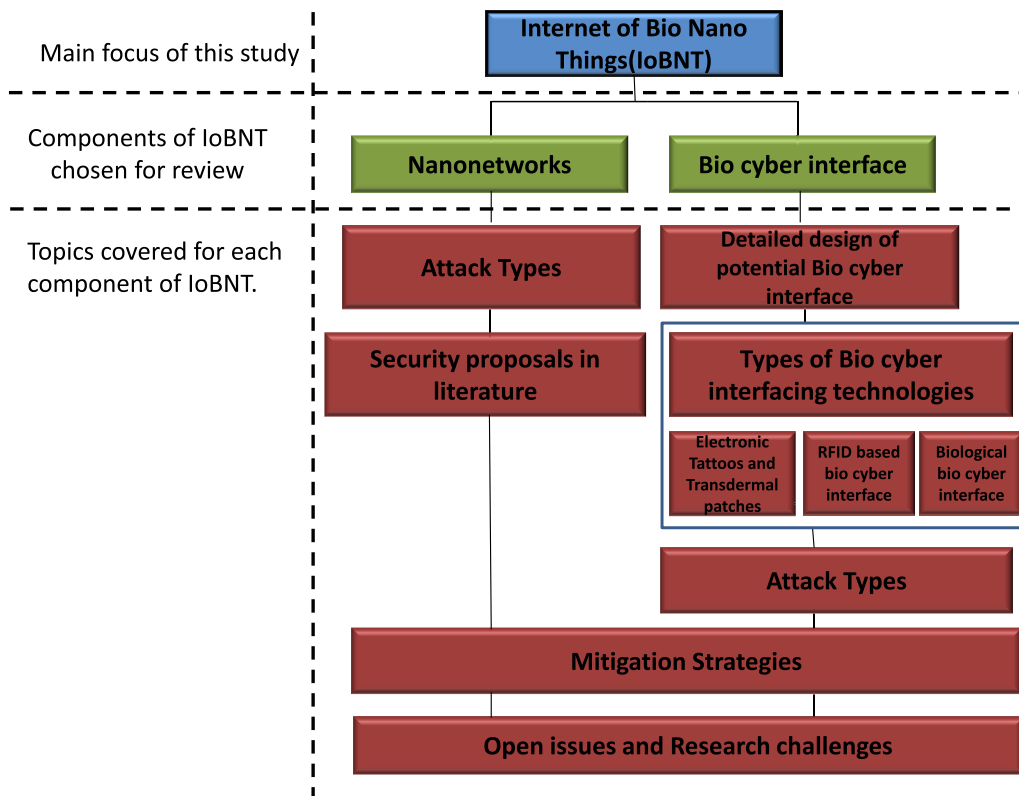 Main focus of this study
Internet of Bio Nano
Things(IoBNT)
Components of IoBNT
chosen for review
Nanonetworks
Bio cyber interface
Topics covered for each
component of IoBNT.
Attack Types
Detailed design of
potential Bio cyber
interface
Security proposals in
literature
Types of Bio cyber
interfacing technologies
Electronic
Tattoos and
Transdermal
patches
RFID based
bio cyber
interface
Biological
bio cyber
interface
Attack Types
Mitigation Strategies
Open issues and Research challenges